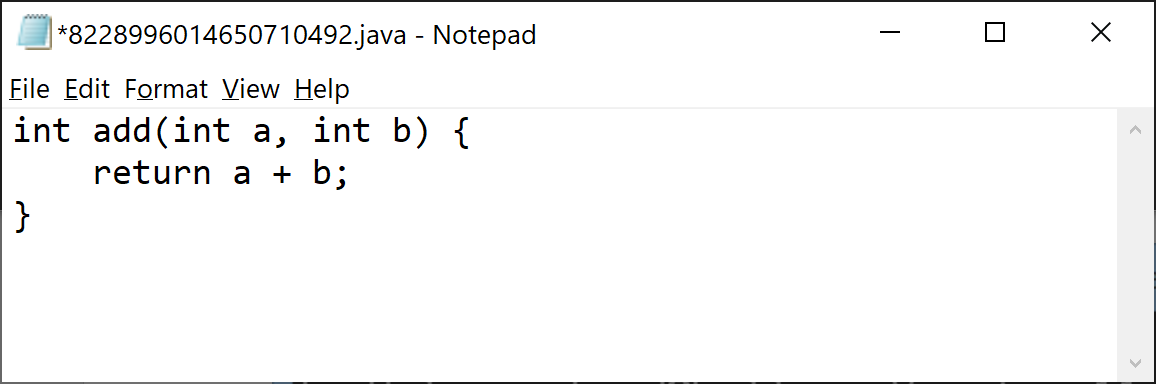 *8228996014650710492.java - Notepad
File Edit Format View Help
int add(int a, int b) {
    return a + b;
}